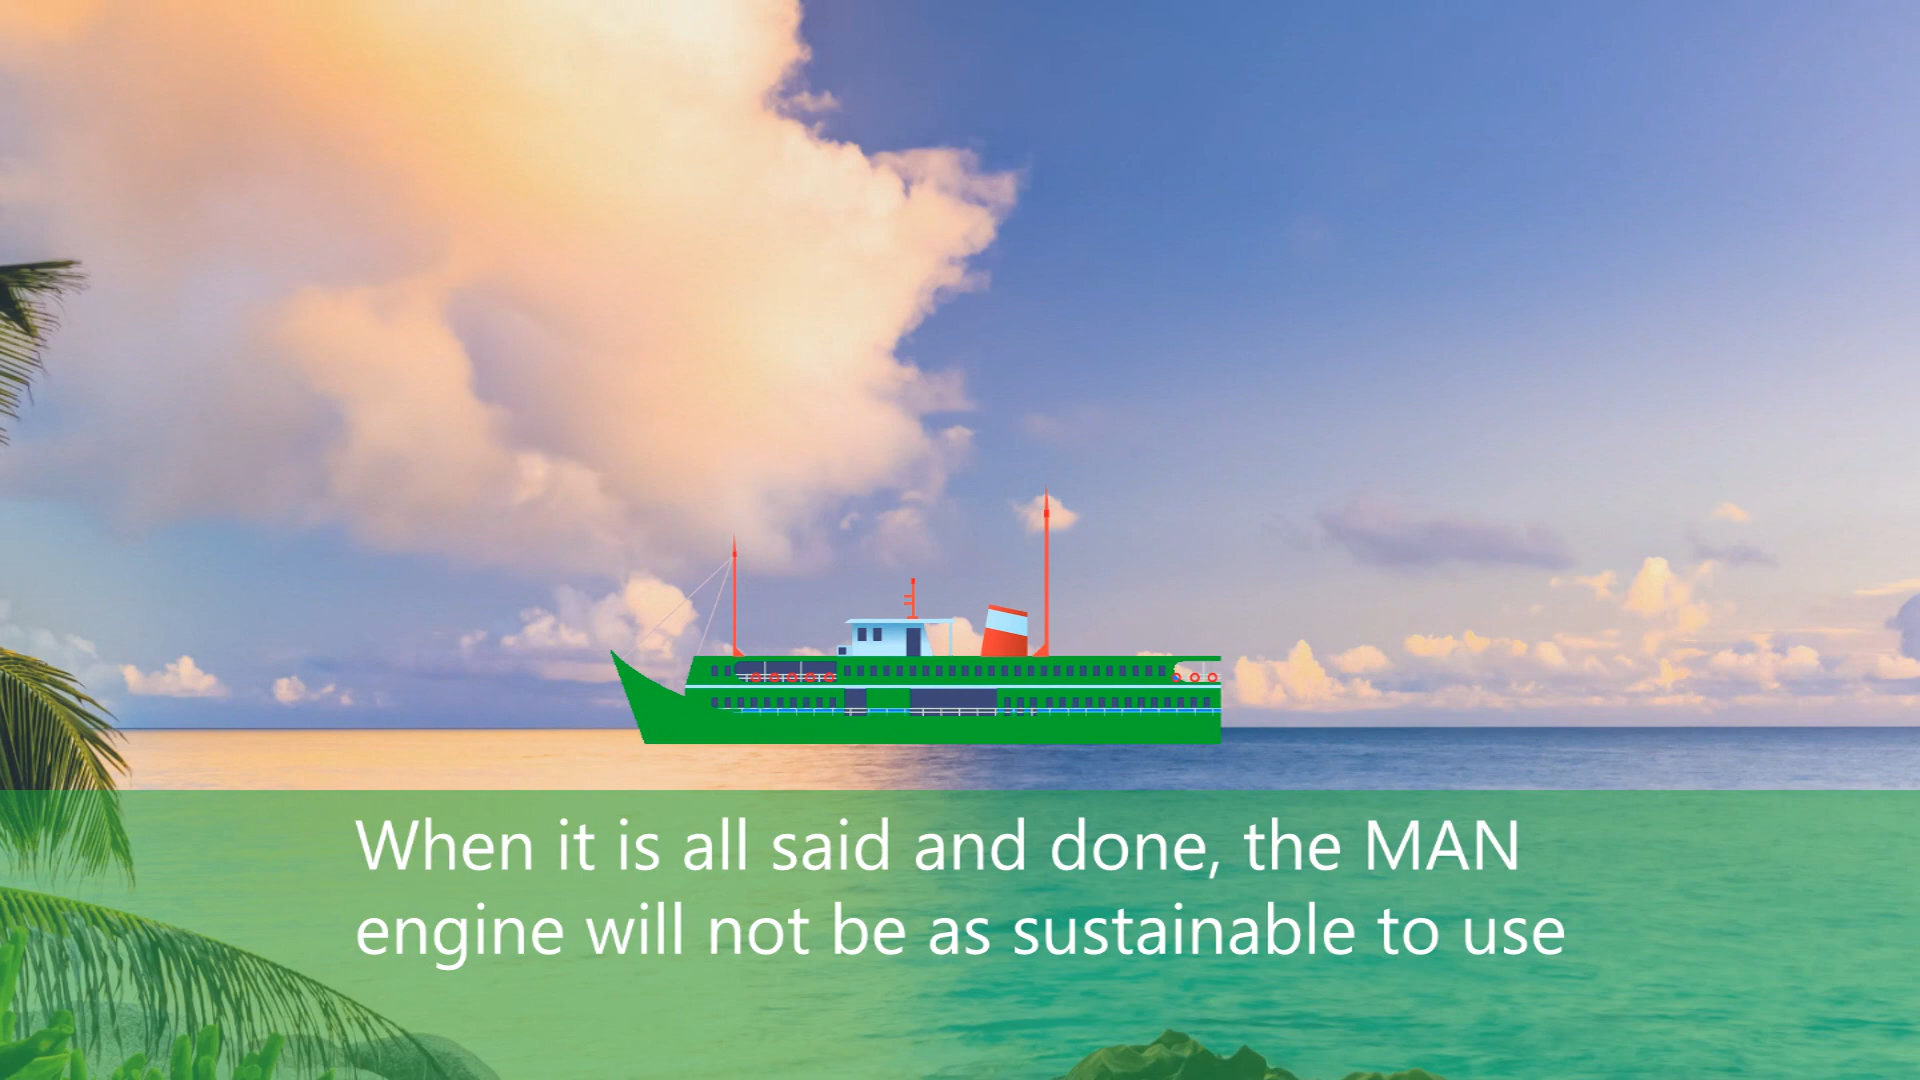 When it is all said and done, the MAN
engine will not be as sustainable to use